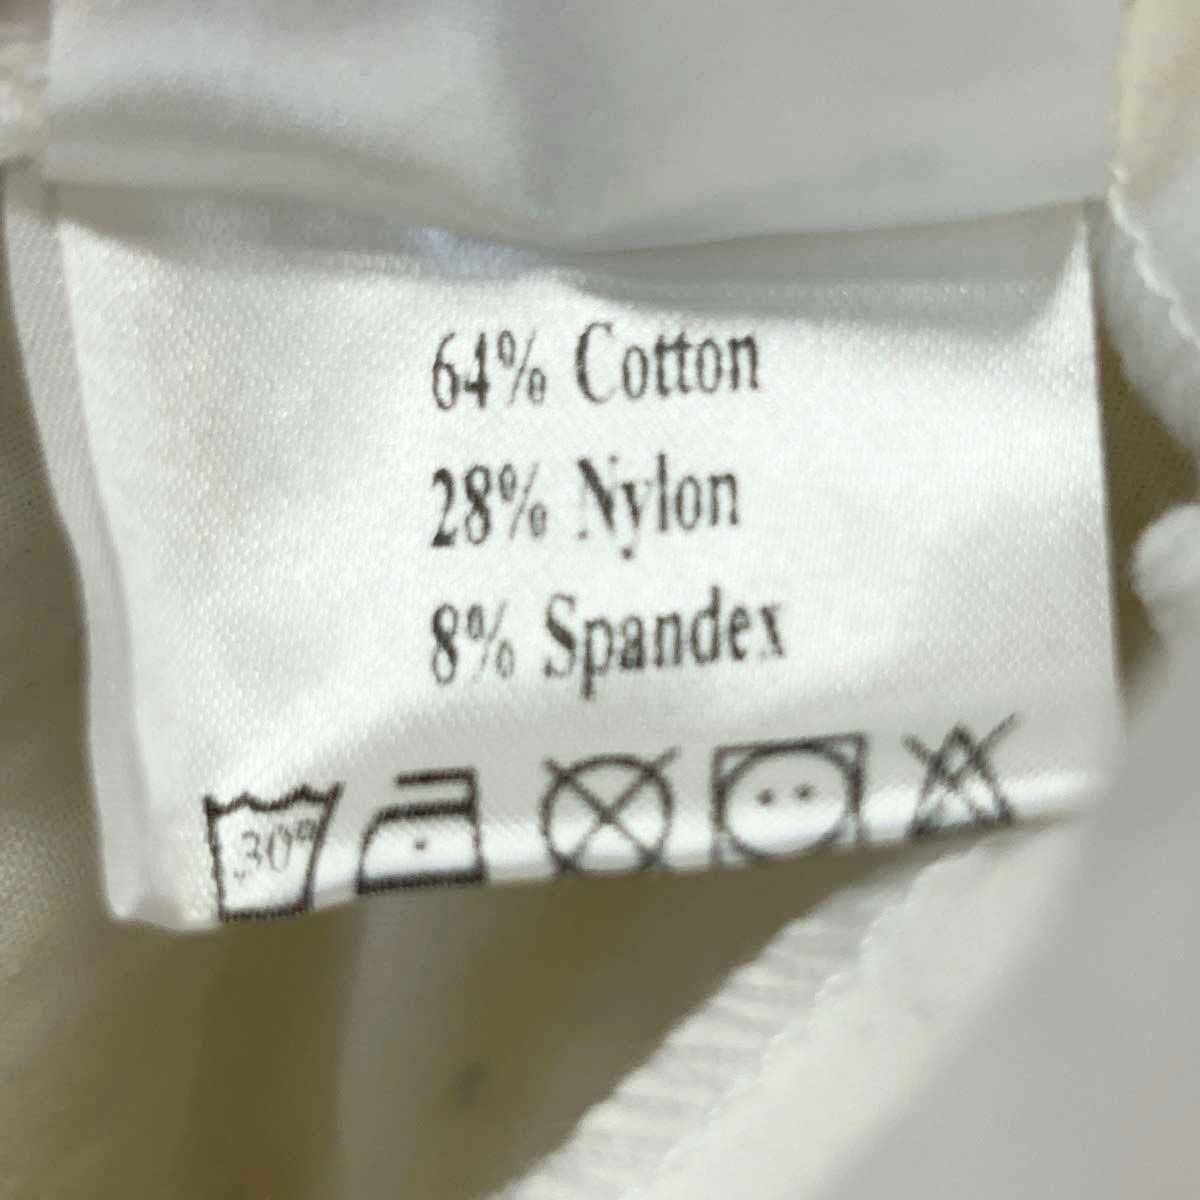 64% Cotton
28% Nylon
8% Spandex
30°